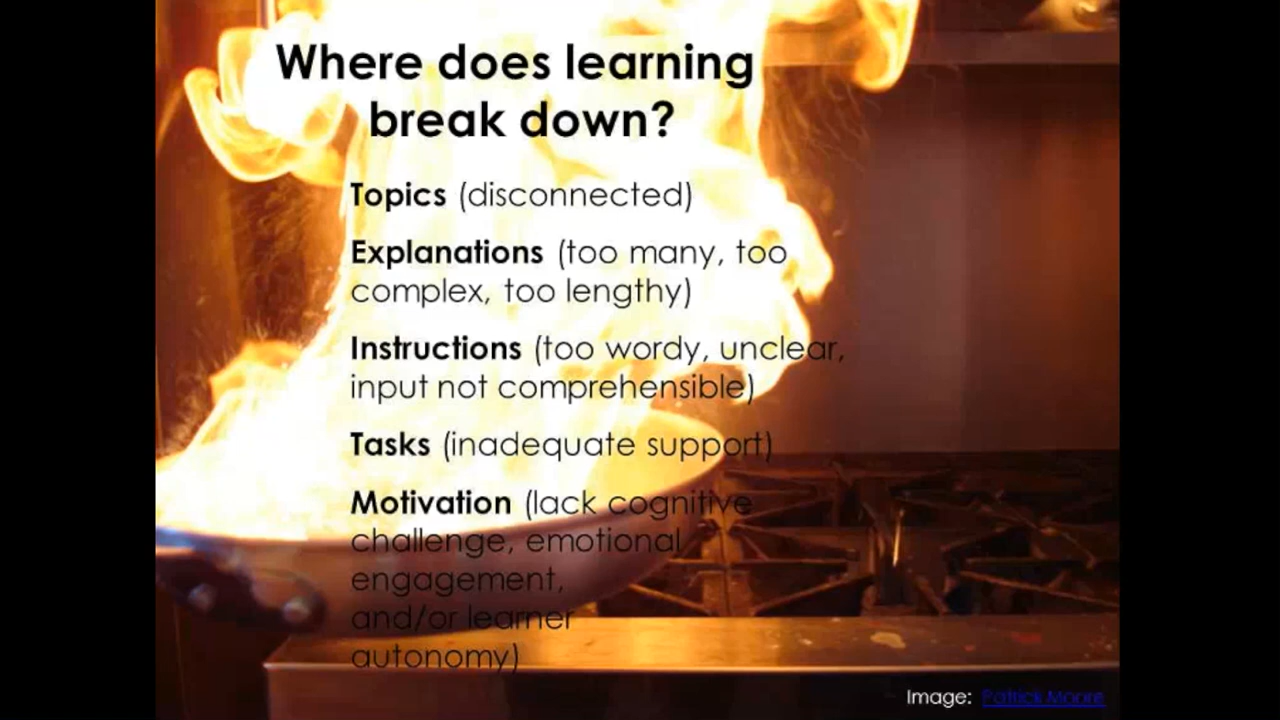 Where does learning
break down?
Topics (disconnected)
Explanations (too many, too
complex, too lengthy)
Instructions (too wordy, unclear,
input not comprehensible)
Tasks (inadequate support)
Motivation (lack cognitive
challenge, emotional
engagement,
and/or learner
autonomy)
Image: Patrick Moore